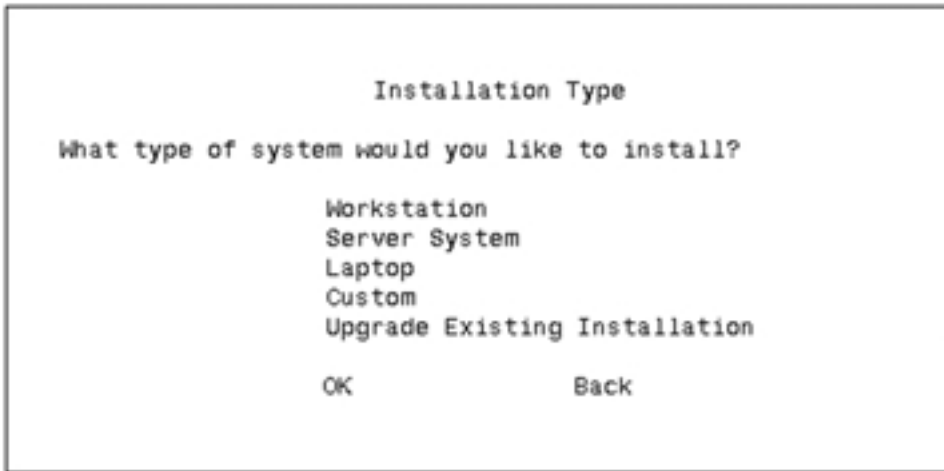 Installation Type
What type of system would you like to install?
Workstation
Server System
Laptop
Custom
Upgrade Existing Installation
OK Back